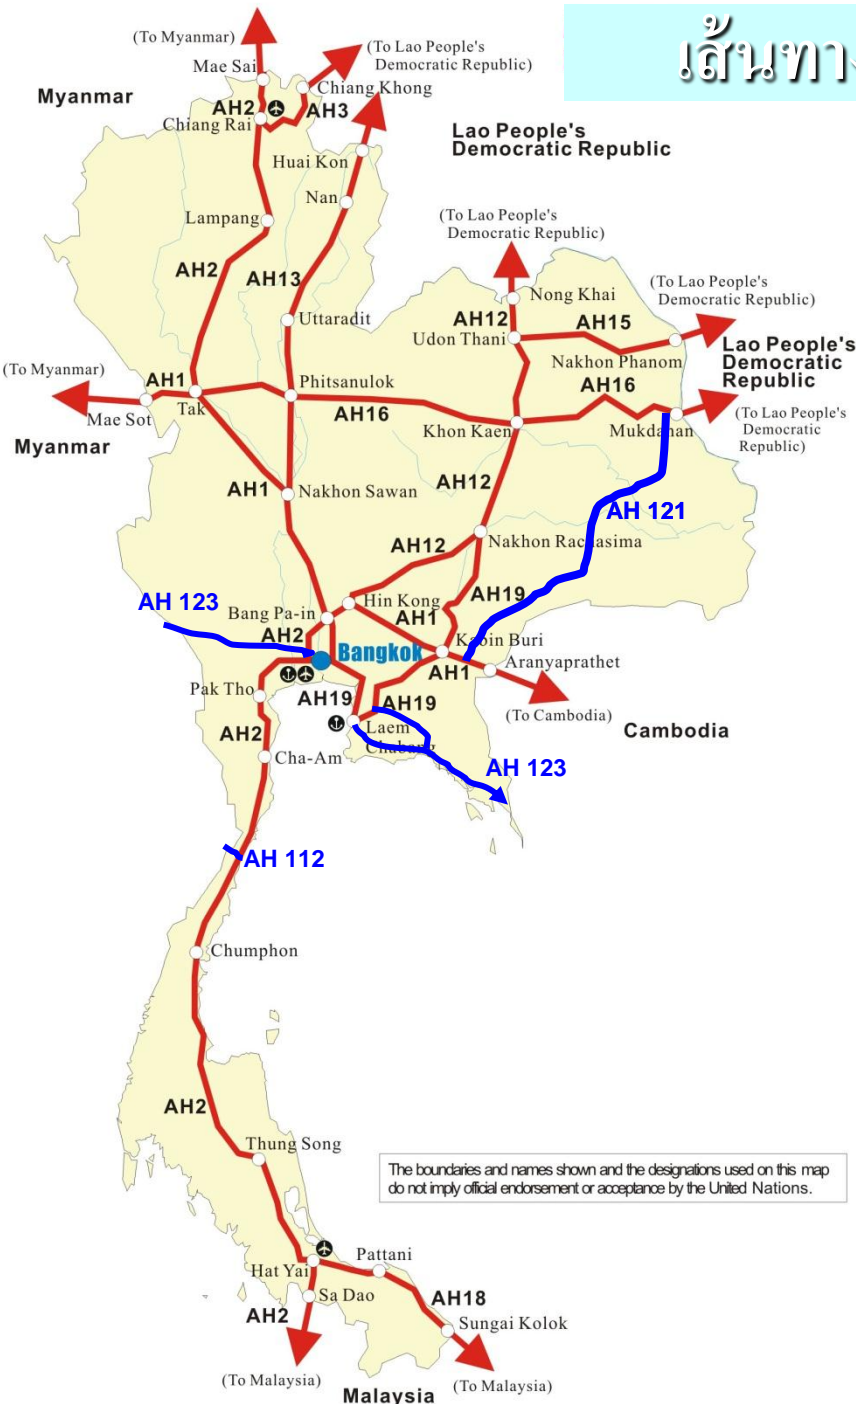 เส้นทาง
(To Myanmar)
(To Lao People's
Democratic Republic)
Mae Sai
Chiang Khong
Myanmar
AH2
AH3
Chiang Rai
Lao People's
Democratic Republic
Huai Kon
Nan
Lampang
(To Lao People's
Democratic Republic)
AH2
AH13
(To Lao People's
Democratic Republic)
Nong Khai
Uttaradit
AH12
AH15
Udon Thani
Nakhon Phanom
Lao People's
Democratic
Republic
(To Myanmar)
AH1
Phitsanulok
AH16
Mae Sot
Tak
AH16
Khon Kaen
Mukdahan
(To Lao People's
Democratic
Republic)
Myanmar
AH1
Nakhon Sawan
AH12
AH 121
AH12
Nakhon Rachasima
AH 123
Bang Pa-in
Hin Kong
AH19
AH1
AH2
Kabin Buri
Bangkok
AH1
Aranyaprathet
Pak Tho
AH19
AH19
(To Cambodia)
Laem
Chabang
AH2
Cambodia
Cha-Am
AH 123
AH 112
Chumphon
AH2
Thung Song
The boundaries and names shown and the designations used on this map
do not imply official endorsement or acceptance by the United Nations.
Pattani
Hat Yai
Sa Dao
AH18
AH2
Sungai Kolok
(To Malaysia)
(To Malaysia)
Malaysia